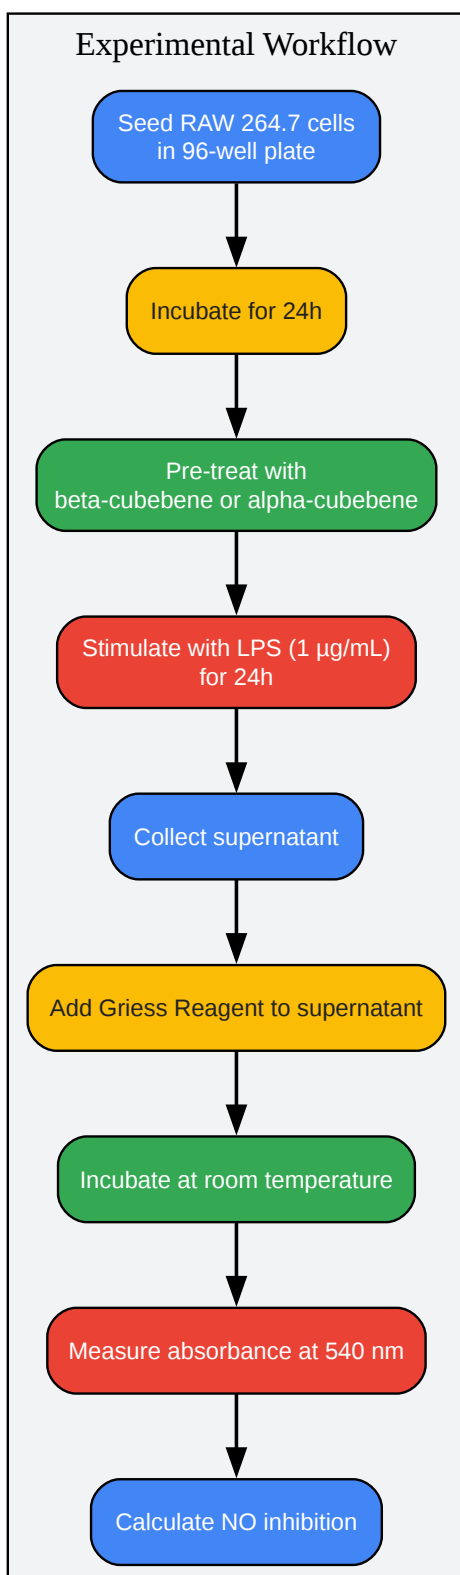 Experimental Workflow
Seed RAW 264.7 cells
in 96-well plate
Incubate for 24h
Pre-treat with
beta-cubebene or alpha-cubebene
Stimulate with LPS (1 µg/mL)
for 24h
Collect supernatant
Add Griess Reagent to supernatant
Incubate at room temperature
Measure absorbance at 540 nm
Calculate NO inhibition